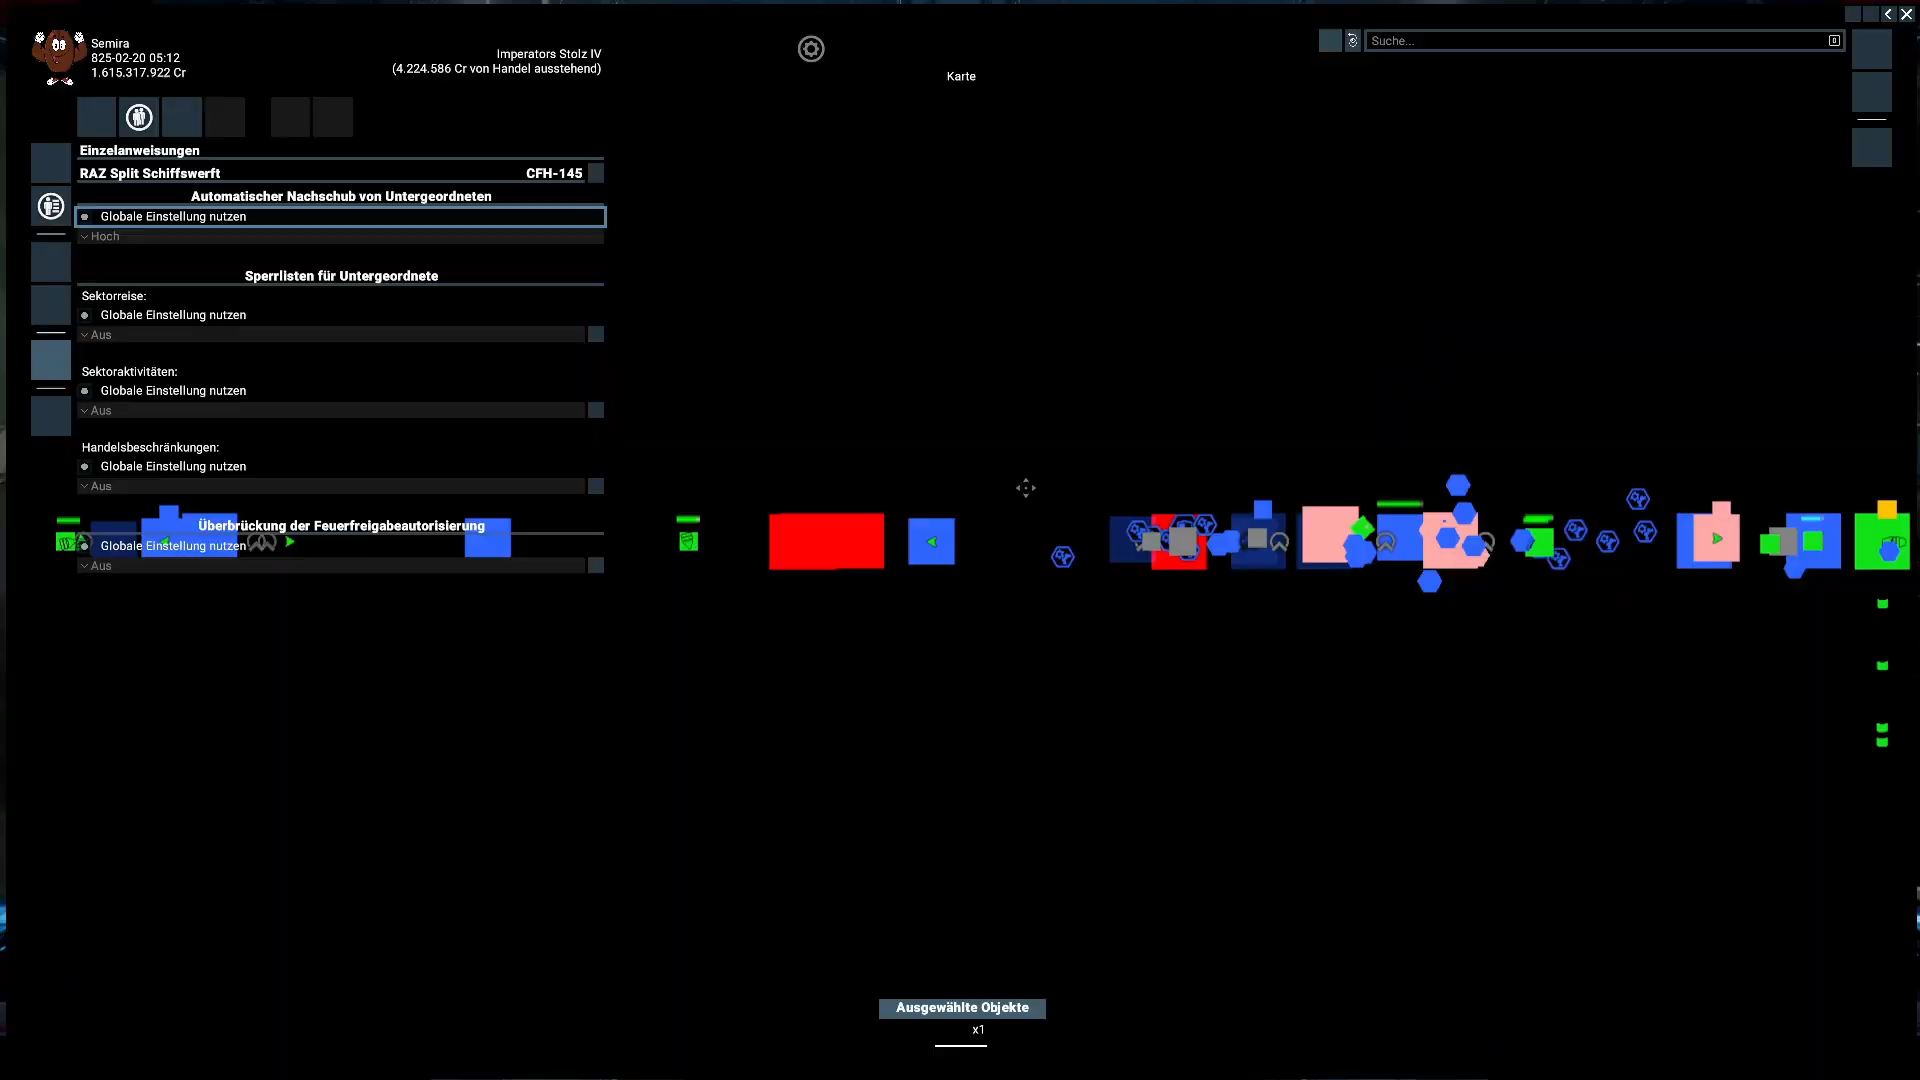 Semira
825-02-20 05:12
1.615.317.922 Cr
Imperators Stolz IV
(4.224.586 Cr von Handel ausstehend)
Karte
Suche...
Einzelanweisungen
RAZ Split Schiffswerft CFH-145
Automatischer Nachschub von Untergeordneten
Globale Einstellung nutzen
Hoch
Sperrlisten für Untergeordnete
Sektorreise:
Globale Einstellung nutzen
Aus
Sektoraktivitäten:
Globale Einstellung nutzen
Aus
Handelsbeschränkungen:
Globale Einstellung nutzen
Aus
Überbrückung der Feuerfreigabeautorisierung
Globale Einstellung nutzen
Aus
Ausgewählte Objekte
x1